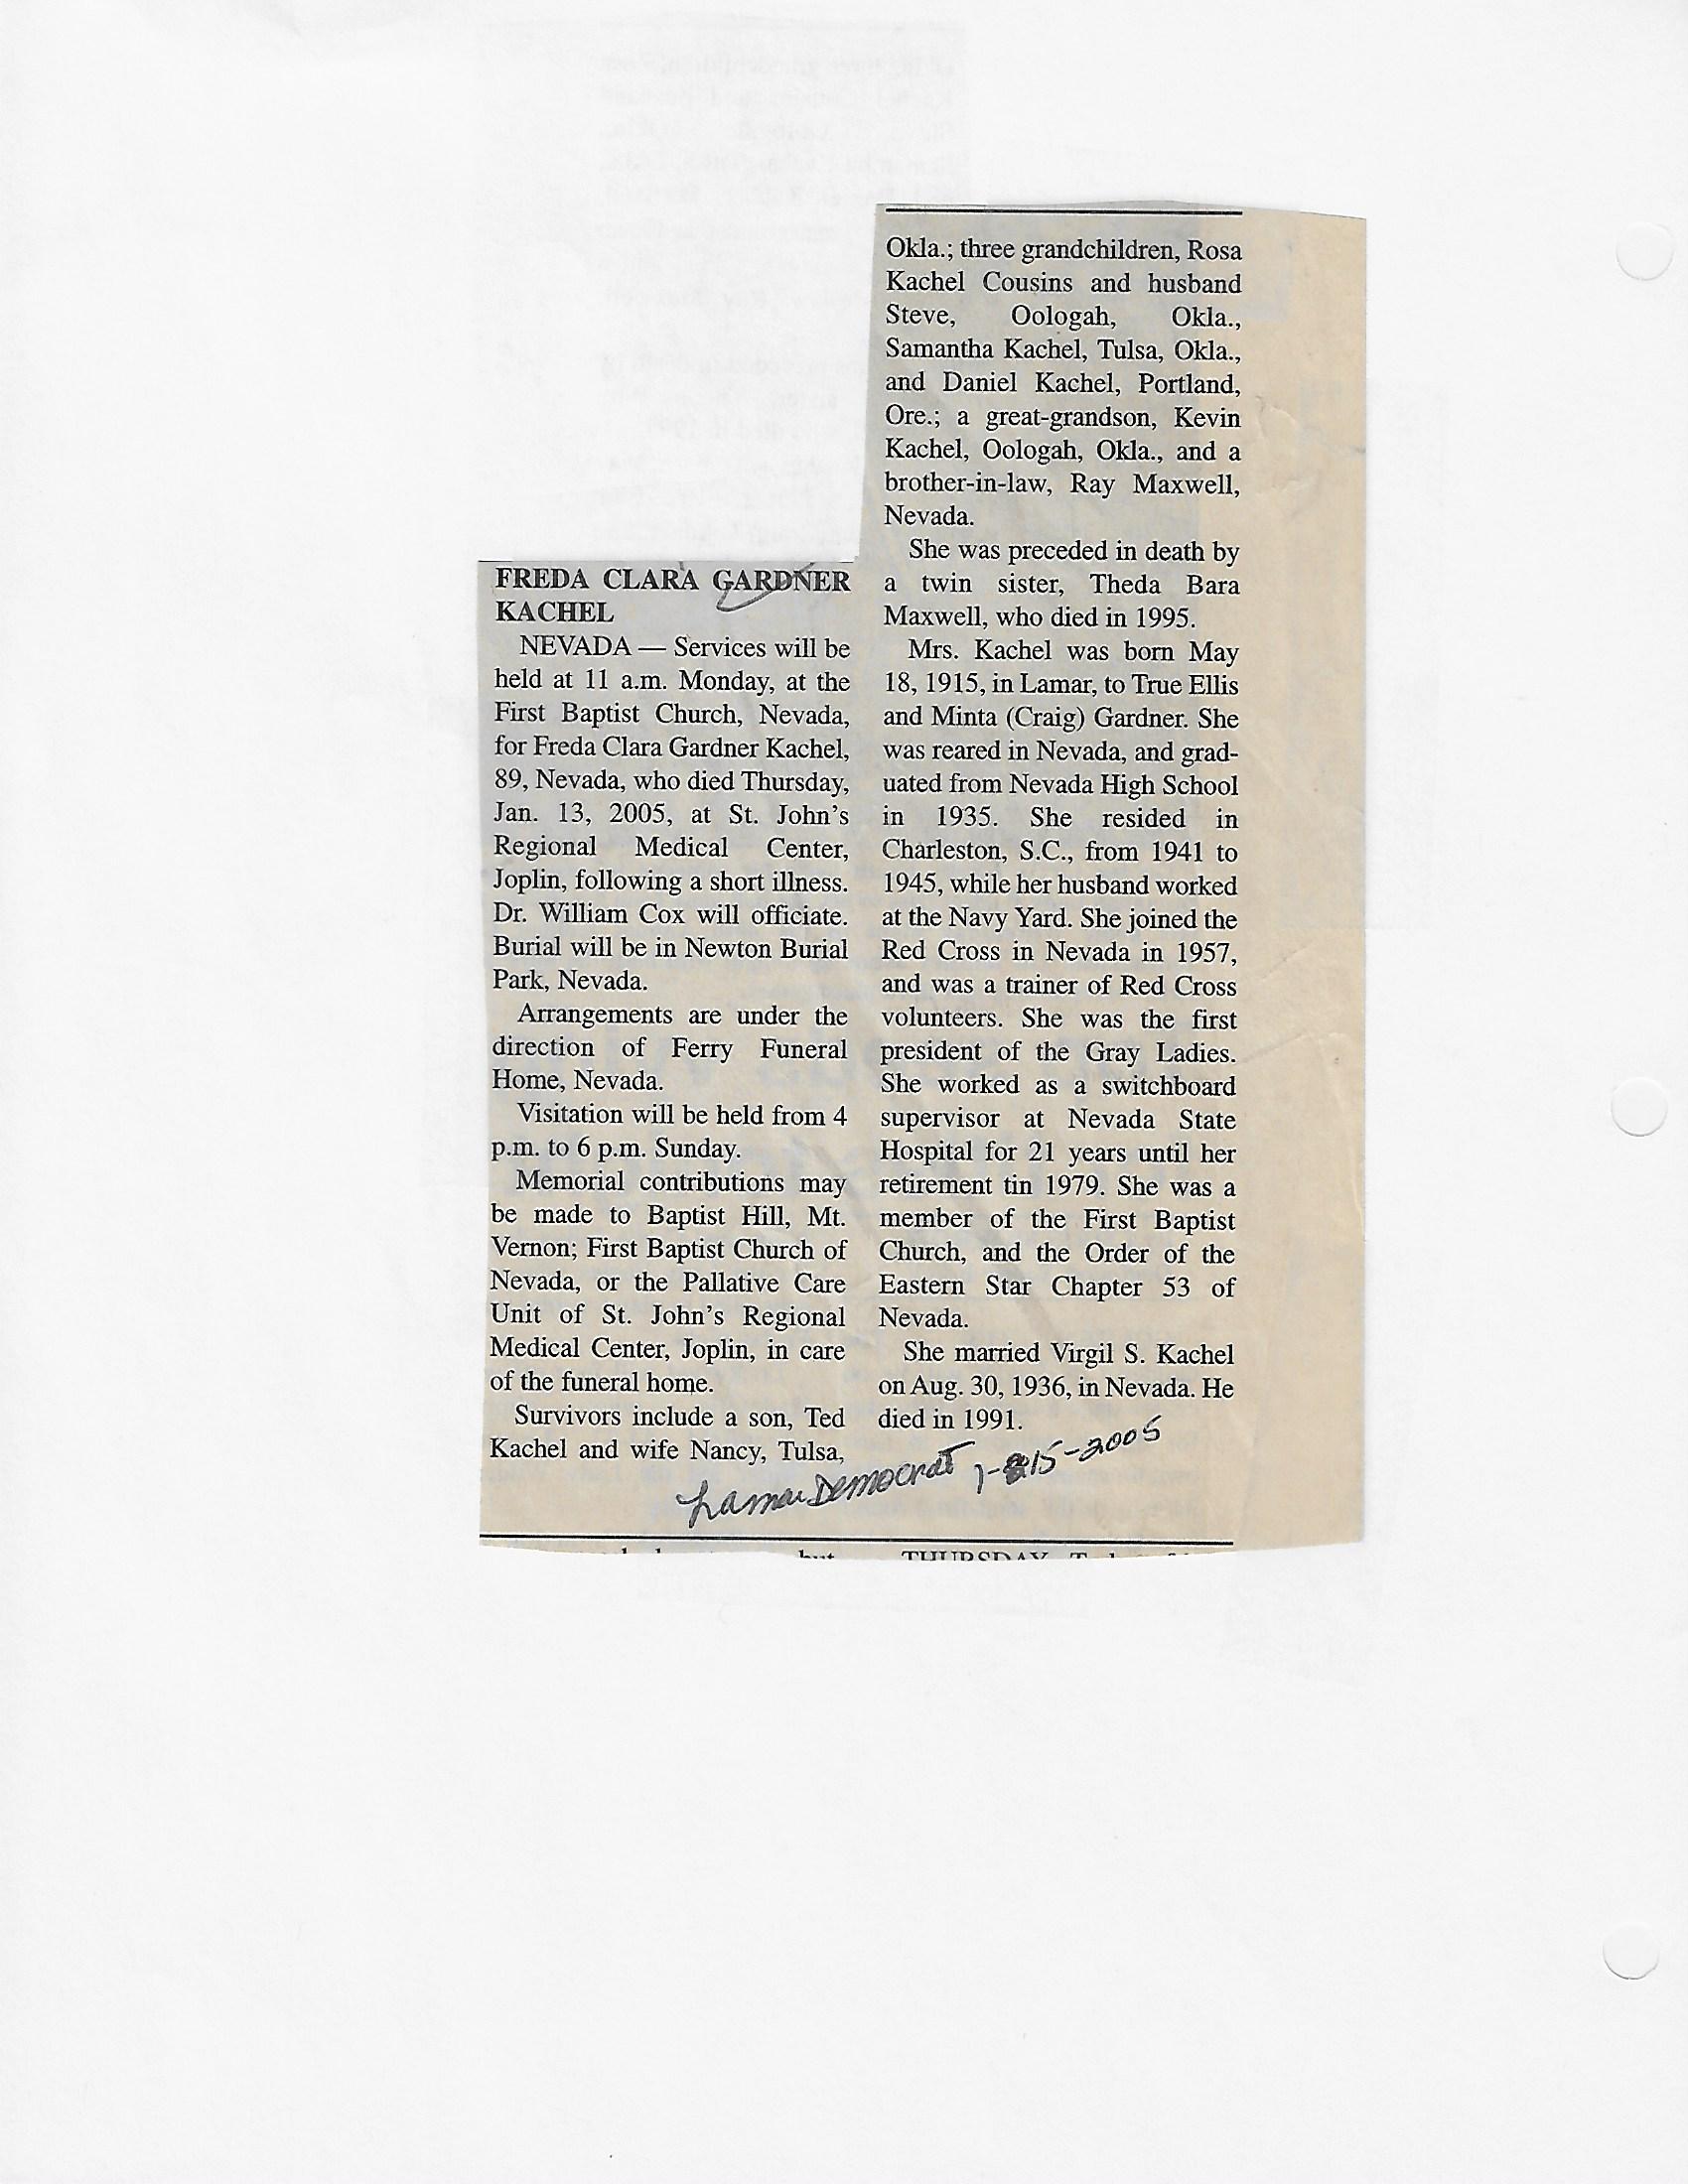 FREDA CLARA GARDNER
KACHEL
NEVADA — Services will be
held at 11 a.m. Monday, at the
First Baptist Church, Nevada,
for Freda Clara Gardner Kachel,
89, Nevada, who died Thursday,
Jan. 13, 2005, at St. John's
Regional Medical Center,
Joplin, following a short illness.
Dr. William Cox will officiate.
Burial will be in Newton Burial
Park, Nevada.
Arrangements are under the
direction of Ferry Funeral
Home, Nevada.
Visitation will be held from 4
p.m. to 6 p.m. Sunday.
Memorial contributions may
be made to Baptist Hill, Mt.
Vernon; First Baptist Church of
Nevada, or the Pallative Care
Unit of St. John's Regional
Medical Center, Joplin, in care
of the funeral home.
Survivors include a son, Ted
Kachel and wife Nancy, Tulsa,
Okla.; three grandchildren, Rosa
Kachel Cousins and husband
Steve, Oologah, Okla.,
Samantha Kachel, Tulsa, Okla.,
and Daniel Kachel, Portland,
Ore.; a great-grandson, Kevin
Kachel, Oologah, Okla., and a
brother-in-law, Ray Maxwell,
Nevada.
She was preceded in death by
a twin sister, Theda Bara
Maxwell, who died in 1995.
Mrs. Kachel was born May
18, 1915, in Lamar, to True Ellis
and Minta (Craig) Gardner. She
was reared in Nevada, and grad-
uated from Nevada High School
in 1935. She resided in
Charleston, S.C., from 1941 to
1945, while her husband worked
at the Navy Yard. She joined the
Red Cross in Nevada in 1957,
and was a trainer of Red Cross
volunteers. She was the first
president of the Gray Ladies.
She worked as a switchboard
supervisor at Nevada State
Hospital for 21 years until her
retirement tin 1979. She was a
member of the First Baptist
Church, and the Order of the
Eastern Star Chapter 53 of
Nevada.
She married Virgil S. Kachel
on Aug. 30, 1936, in Nevada. He
died in 1991.
Lamar Democrat 1-15-2005
but THURSDAY